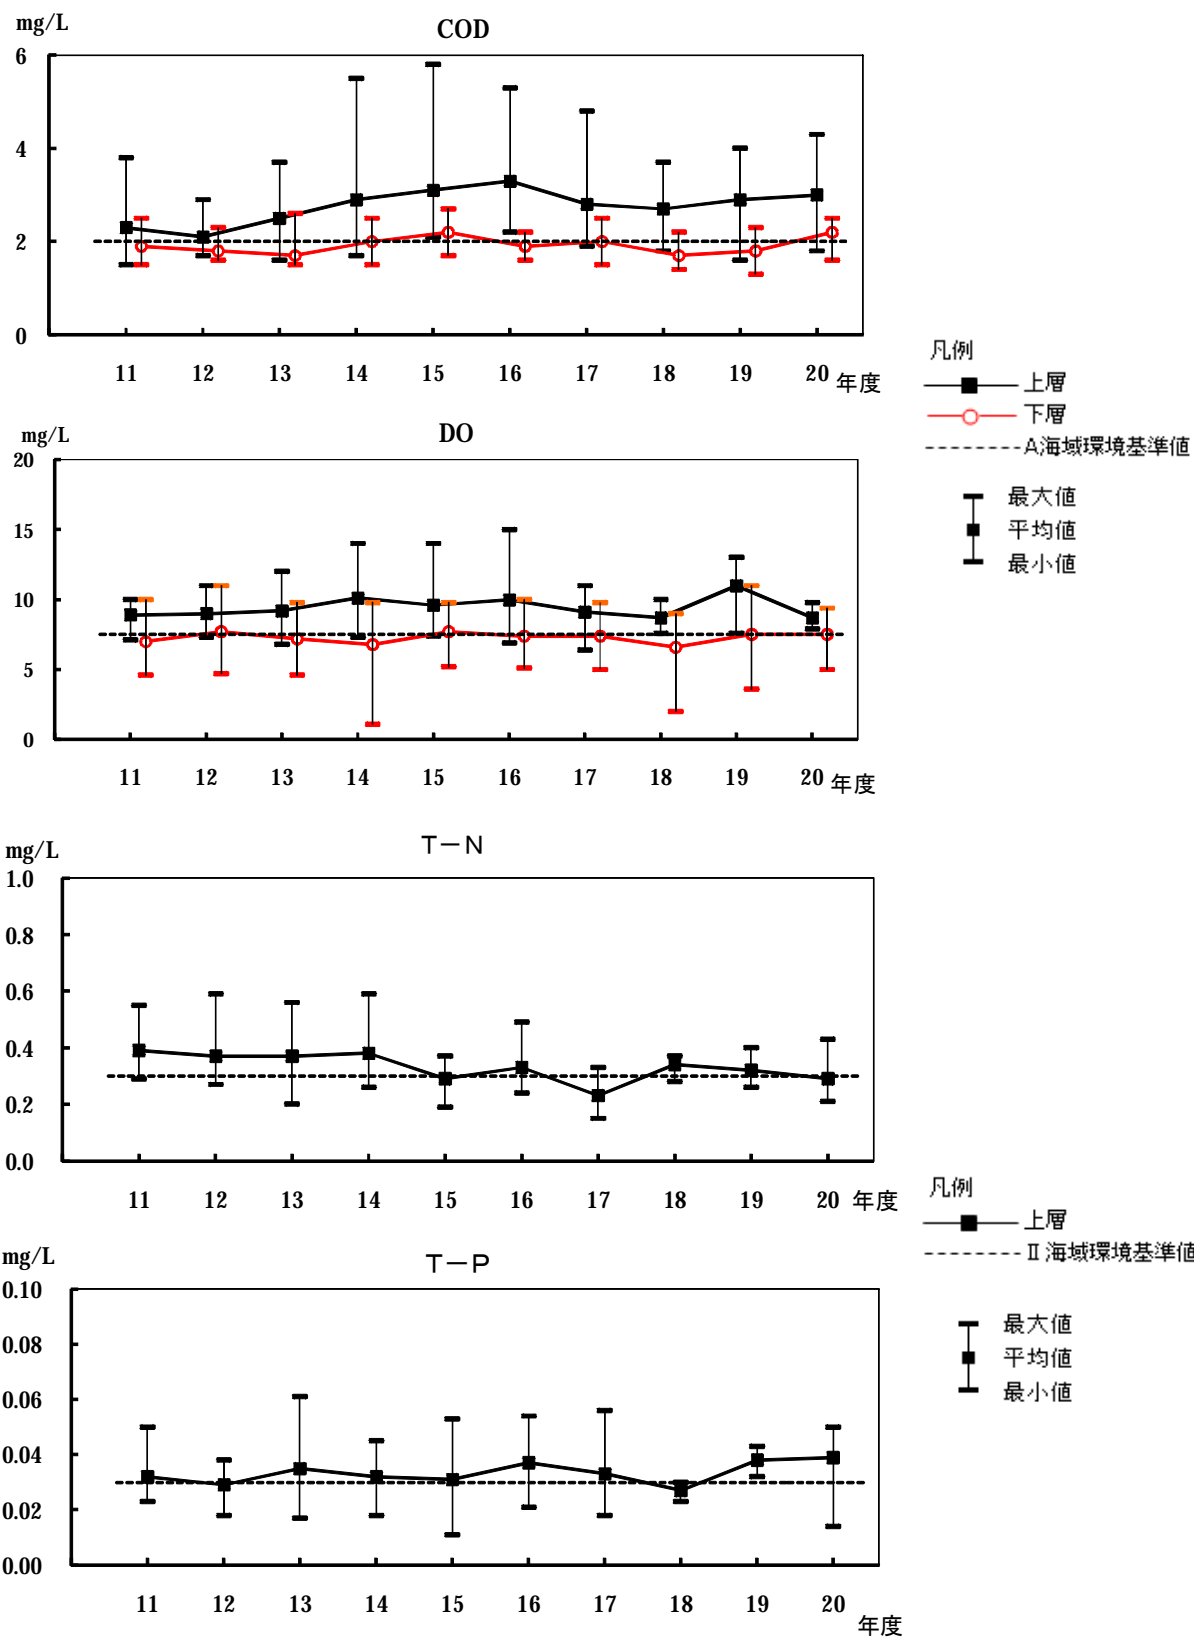 mg/L
COD
6
4
2
0
11 12 13 14 15 16 17 18 19 20 年度
mg/L
DO
20
15
10
5
0
11 12 13 14 15 16 17 18 19 20 年度
凡例
上層
下層
A海域環境基準値
最大値
平均値
最小値
mg/L
T－N
1.0
0.8
0.6
0.4
0.2
0.0
11 12 13 14 15 16 17 18 19 20 年度
mg/L
T－P
0.10
0.08
0.06
0.04
0.02
0.00
11 12 13 14 15 16 17 18 19 20 年度
凡例
上層
Ⅱ海域環境基準値
最大値
平均値
最小値